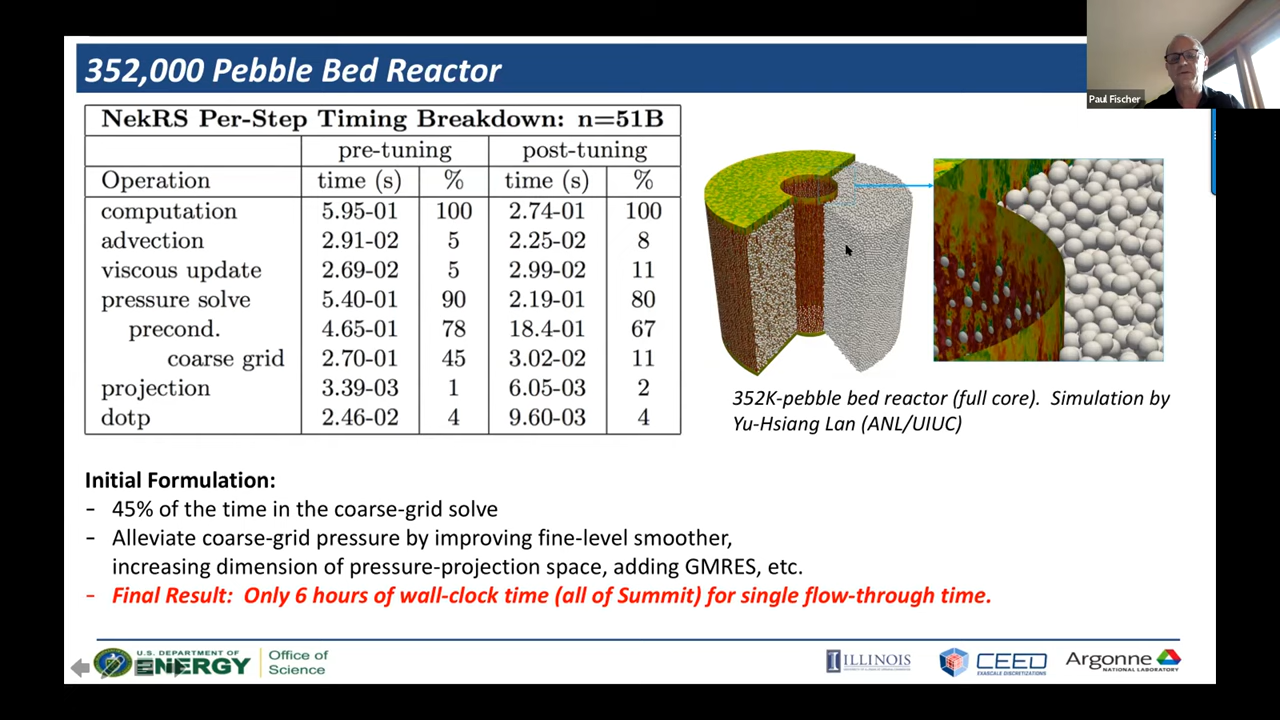 352,000 Pebble Bed Reactor
Paul Fischer
NekRS Per-Step Timing Breakdown: n=51B
pre-tuning post-tuning
Operation time (s) % time (s) %
computation 5.95-01 100 2.74-01 100
advection 2.91-02 5 2.25-02 8
viscous update 2.69-02 5 2.99-02 11
pressure solve 5.40-01 90 2.19-01 80
precond. 4.65-01 78 18.4-01 67
coarse grid 2.70-01 45 3.02-02 11
projection 3.39-03 1 6.05-03 2
dotp 2.46-02 4 9.60-03 4
352K-pebble bed reactor (full core). Simulation by
Yu-Hsiang Lan (ANL/UIUC)
Initial Formulation:
- 45% of the time in the coarse-grid solve
- Alleviate coarse-grid pressure by improving fine-level smoother,
increasing dimension of pressure-projection space, adding GMRES, etc.
- Final Result: Only 6 hours of wall-clock time (all of Summit) for single flow-through time.
U.S. DEPARTMENT OF
ENERGY
Office of
Science
ILLINOIS
CEED
EXASCALE DISCRETIZATIONS
Argonne
NATIONAL LABORATORY